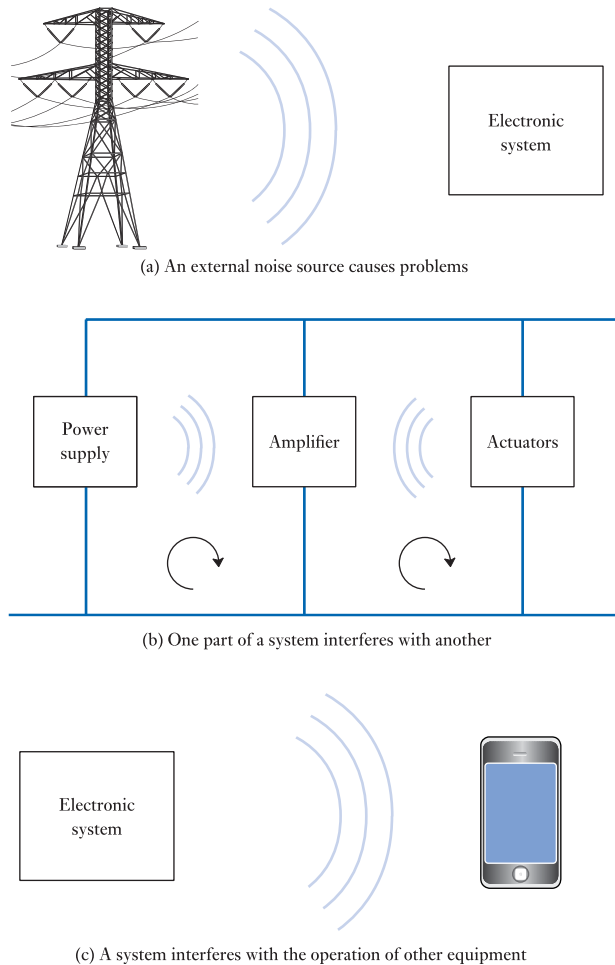 Electronic
system
(a) An external noise source causes problems
Power
supply
Amplifier
Actuators
(b) One part of a system interferes with another
Electronic
system
(c) A system interferes with the operation of other equipment